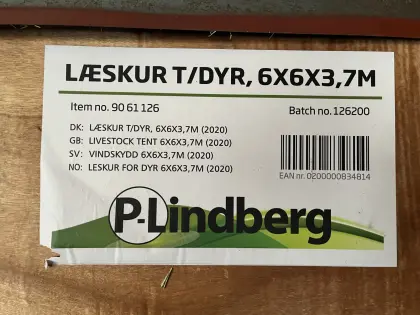 LÆSKUR T/DYR, 6X6X3,7M
Item no. 90 61 126 Batch no. 126200
DK: LÆSKUR T/DYR, 6X6X3,7M (2020)
GB: LIVESTOCK TENT 6X6X3,7M (2020)
SV: VINDSKYDD 6X6X3,7M (2020)
NO: LESKUR FOR DYR 6X6X3,7M (2020)
EAN nr. 0200000834814
P-Lindberg